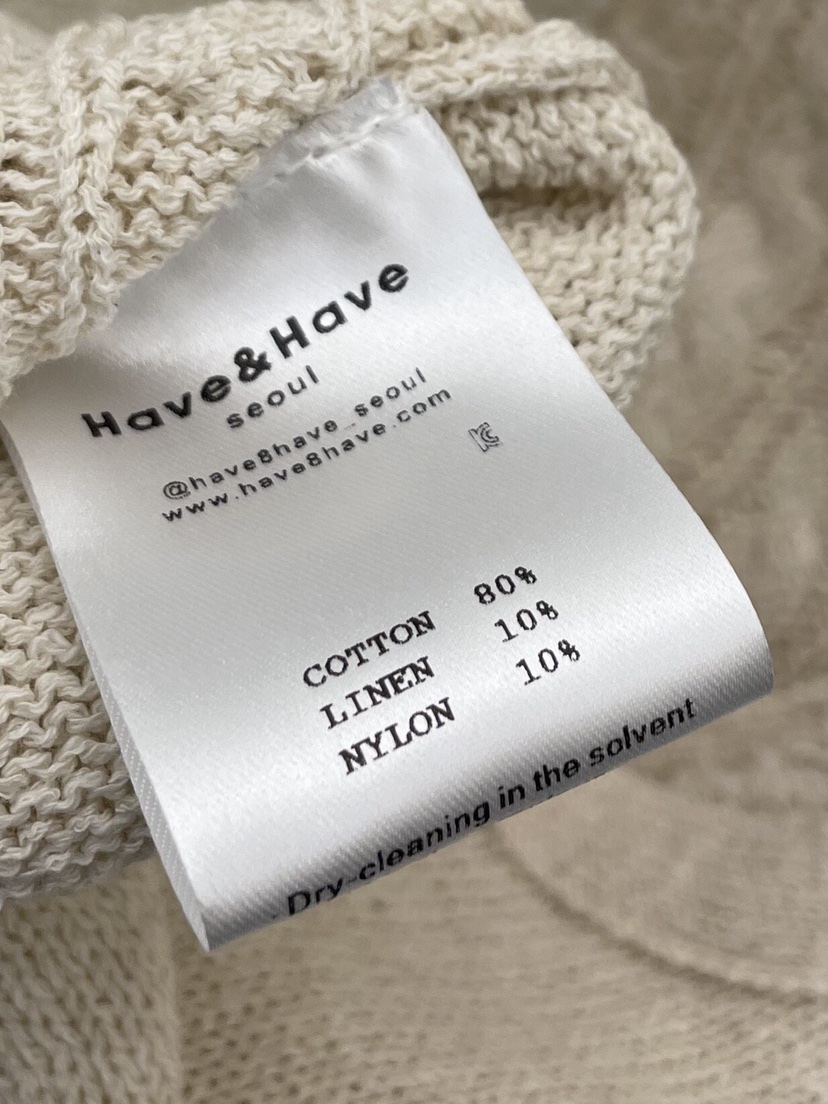 Have&Have
seoul
@have8have_seoul
www.have8have.com
COTTON 80%
LINEN 10%
NYLON 10%
Dry-cleaning in the solvent